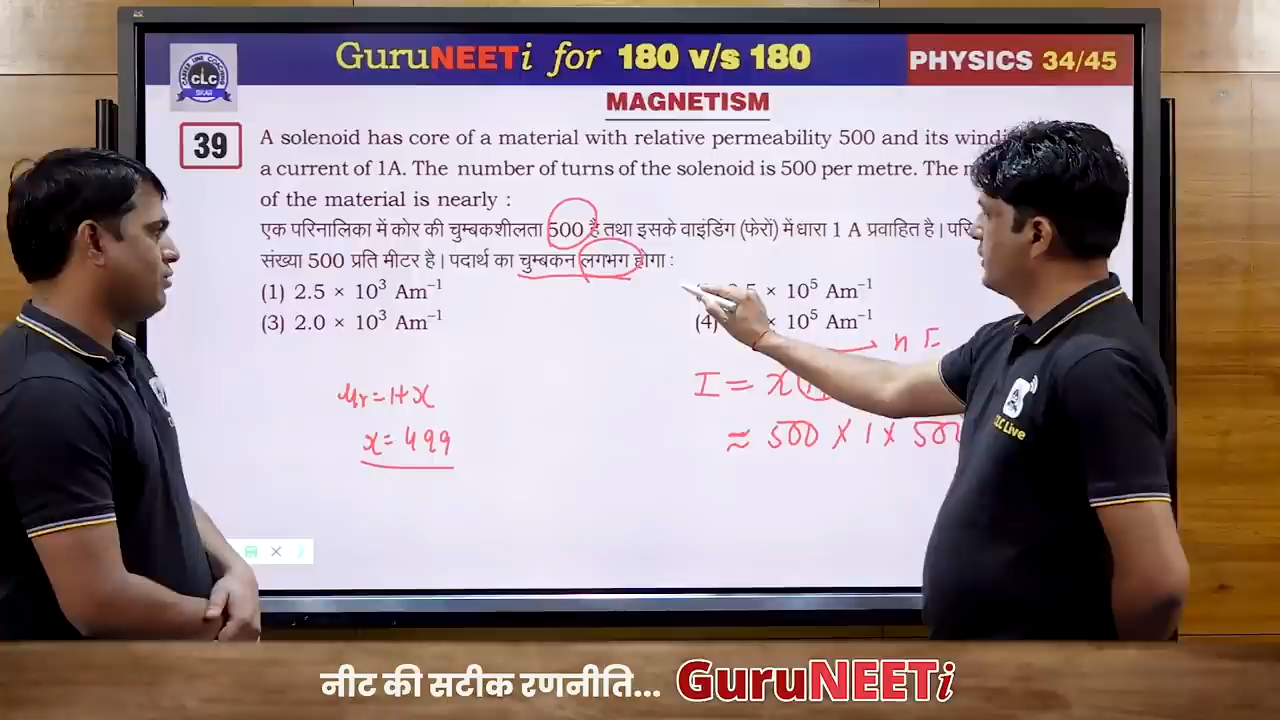 GuruNEETi for 180 v/s 180
PHYSICS 34/45
CLC
SIKAR
MAGNETISM
39
A solenoid has core of a material with relative permeability 500 and its
a current of 1A. The number of turns of the solenoid is 500 per metre. The
of the material is nearly :
एक परिनालिका में कोर की चुम्बकशीलता 500 है तथा इसके वाइंडिंग (फेरों) में धारा 1 A प्रवाहित है।
संख्या 500 प्रति मीटर है। पदार्थ का चुम्बकन लगभग होगा :
(1) 2.5 × 10³ Am⁻¹
× 10⁵ Am⁻¹
(3) 2.0 × 10³ Am⁻¹
(4) × 10⁵ Am⁻¹
n I
I = x
μr = 1+x
x = 499
≈ 500 × 1 × 500
CLC Live
नीट की सटीक रणनीति... GuruNEETi